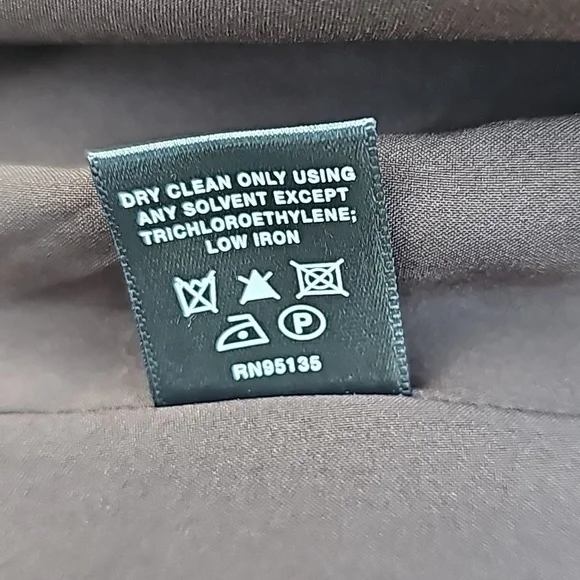 DRY CLEAN ONLY USING
ANY SOLVENT EXCEPT
TRICHLOROETHYLENE;
LOW IRON
P
RN95135